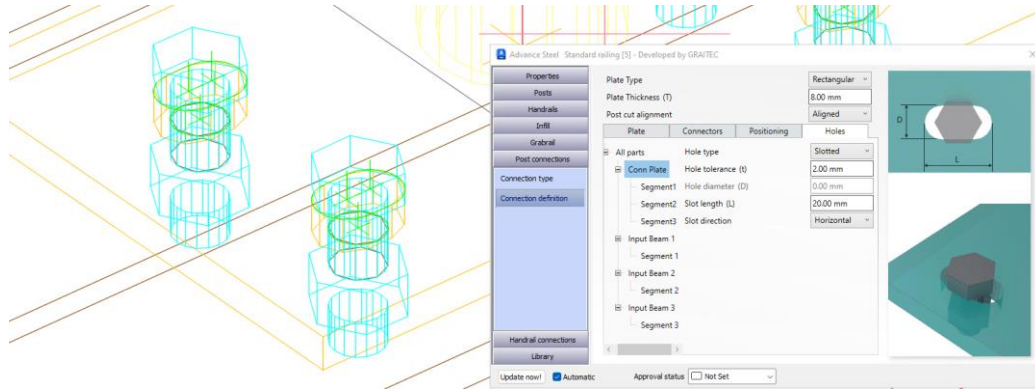 Advance Steel Standard railing [5] - Developed by GRAITEC
Properties
Posts
Handrails
Infill
Grabrail
Post connections
Connection type
Connection definition
Handrail connections
Library
Plate Type Rectangular
Plate Thickness (T) 8.00 mm
Post cut alignment Aligned
Plate Connectors Positioning Holes
All parts Hole type Slotted
Conn Plate Hole tolerance (t) 2.00 mm
Segment1 Hole diameter (D) 0.00 mm
Segment2 Slot length (L) 20.00 mm
Segment3 Slot direction Horizontal
Input Beam 1
Segment 1
Input Beam 2
Segment 2
Input Beam 3
Segment 3
D
L
Update now! Automatic Approval status Not Set